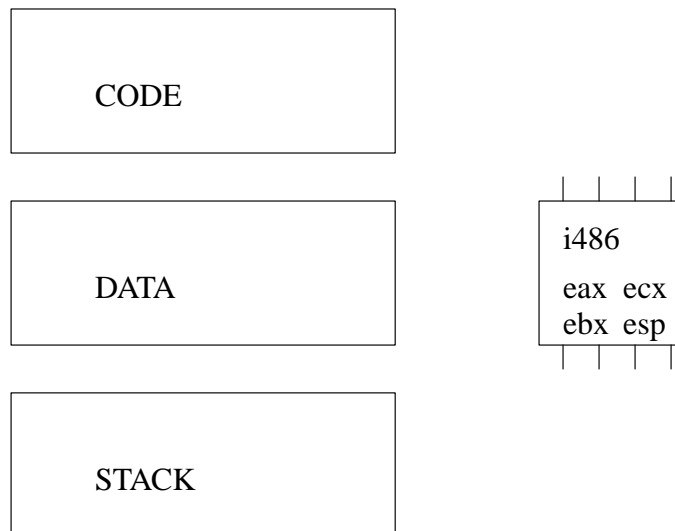 CODE
DATA
STACK
i486
eax ecx
ebx esp